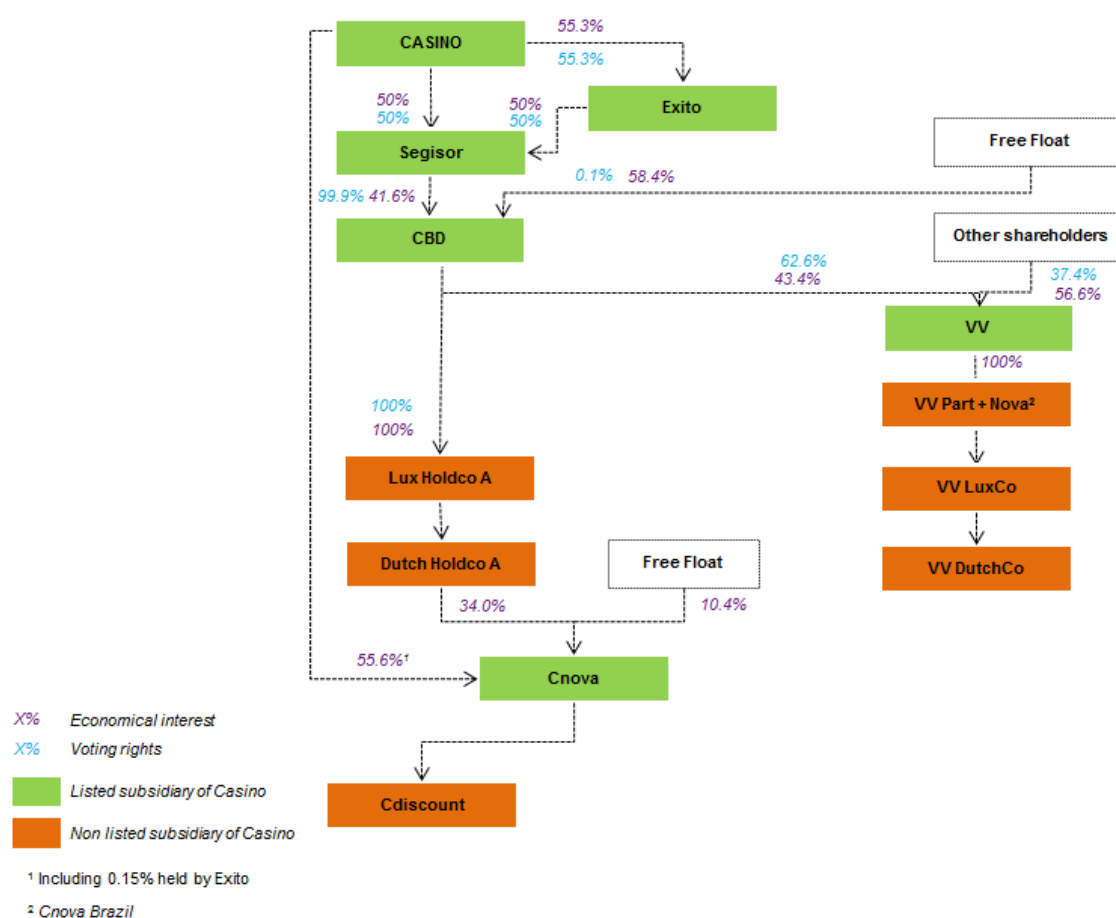 CASINO
55.3%
55.3%
Exito
50%
50%
50%
50%
Segisor
Free Float
0.1% 58.4%
99.9% 41.6%
CBD
Other shareholders
62.6%
43.4%
37.4%
56.6%
VV
100%
VV Part + Nova²
100%
100%
Lux Holdco A
VV LuxCo
Dutch Holdco A
Free Float
VV DutchCo
34.0%
10.4%
55.6%¹
Cnova
X% Economical interest
X% Voting rights
Listed subsidiary of Casino
Cdiscount
Non listed subsidiary of Casino
¹ Including 0.15% held by Exito
² Cnova Brazil